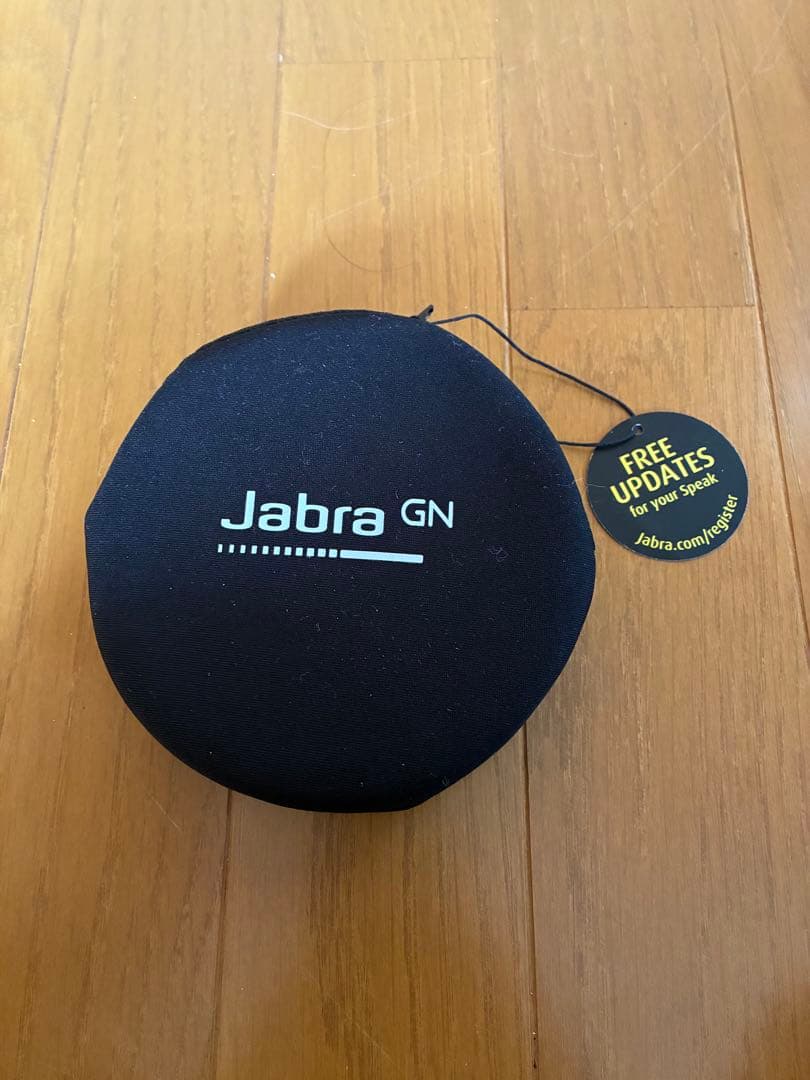 Jabra GN
FREE
UPDATES
for your Speak
Jabra.com/register